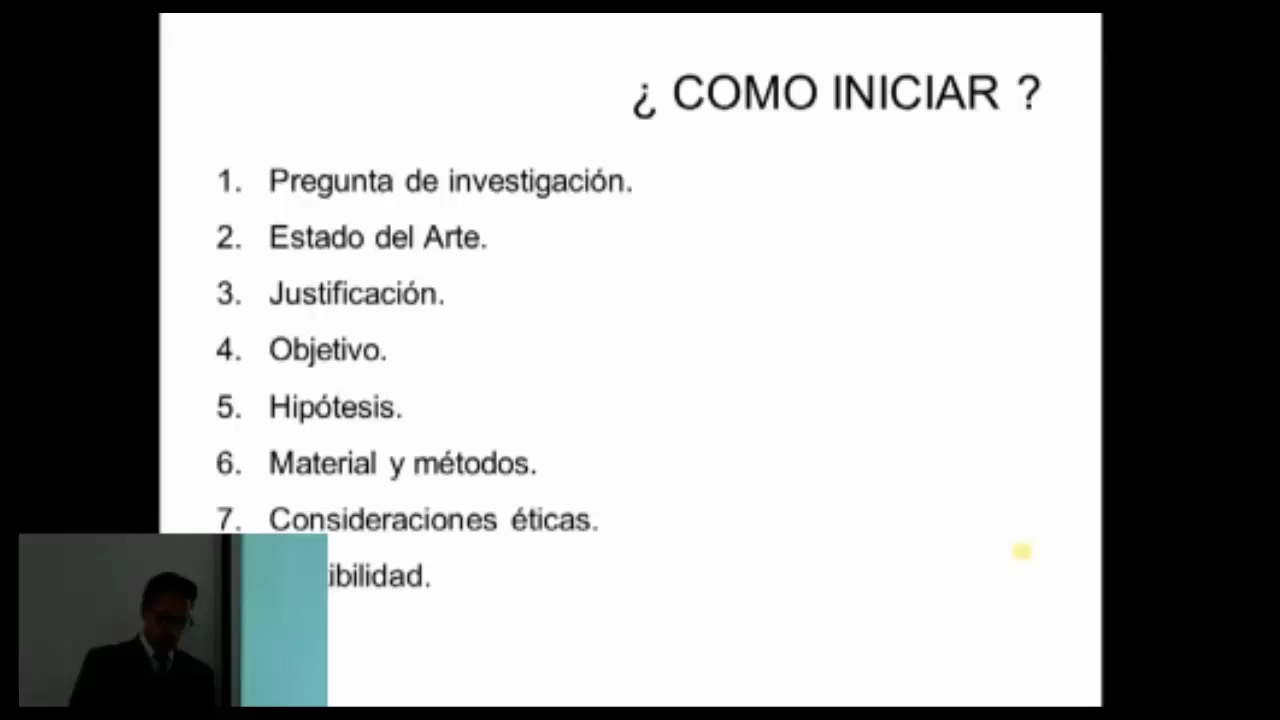 ¿ COMO INICIAR ?
1. Pregunta de investigación.
2. Estado del Arte.
3. Justificación.
4. Objetivo.
5. Hipótesis.
6. Material y métodos.
7. Consideraciones éticas.
ibilidad.